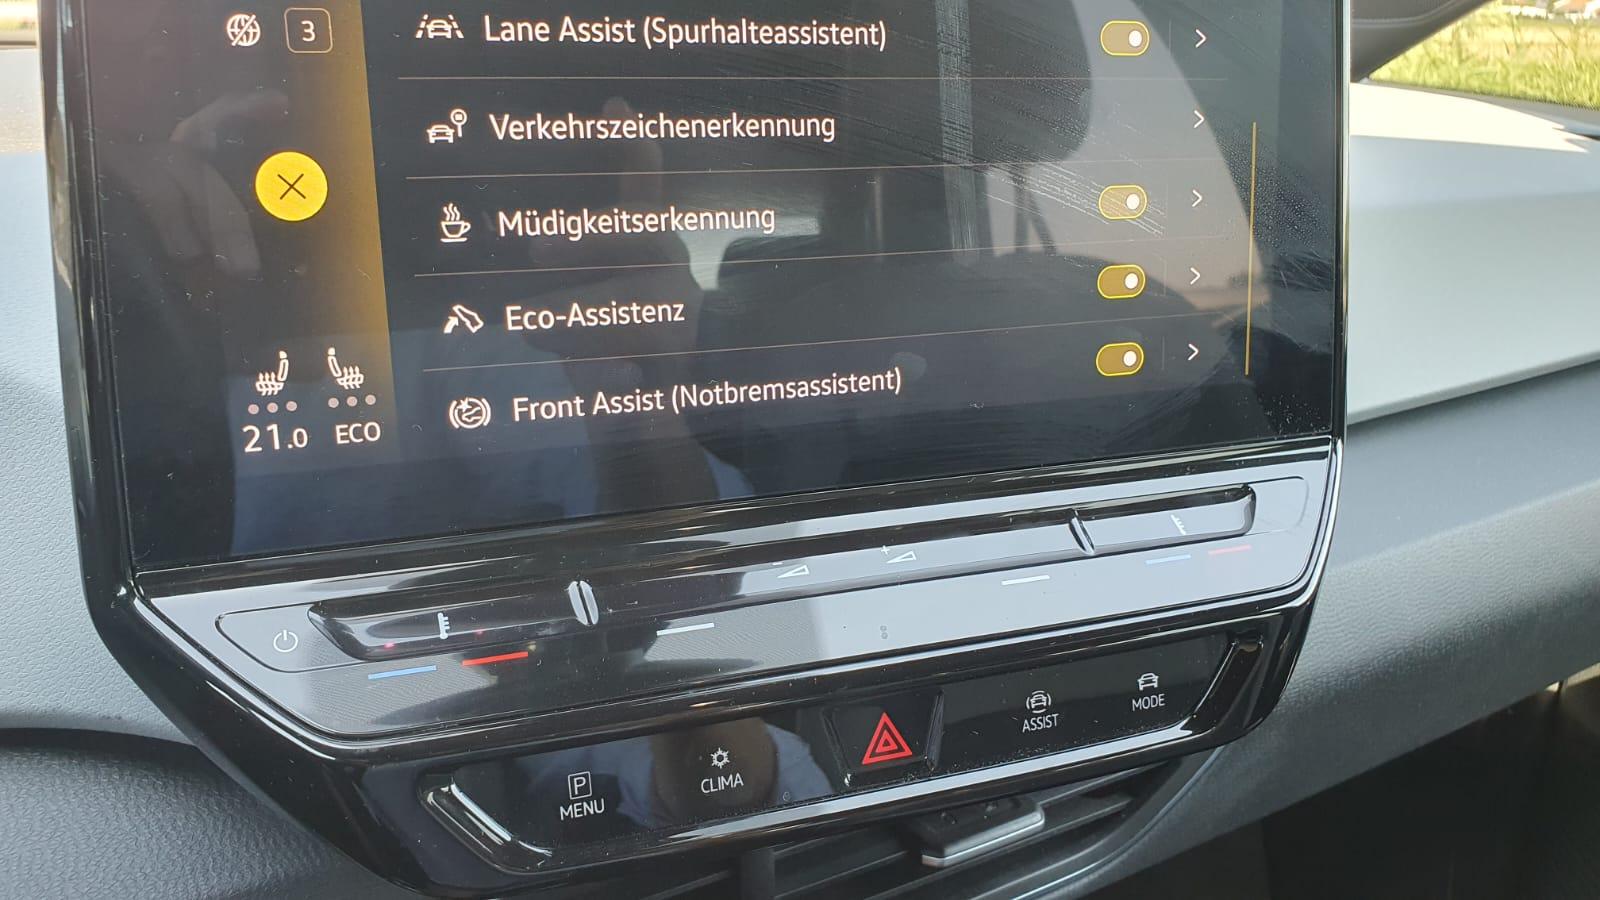 3
Lane Assist (Spurhalteassistent)
Verkehrszeichenerkennung
Müdigkeitserkennung
Eco-Assistenz
Front Assist (Notbremsassistent)
21.0 ECO
P
MENU
CLIMA
ASSIST
MODE